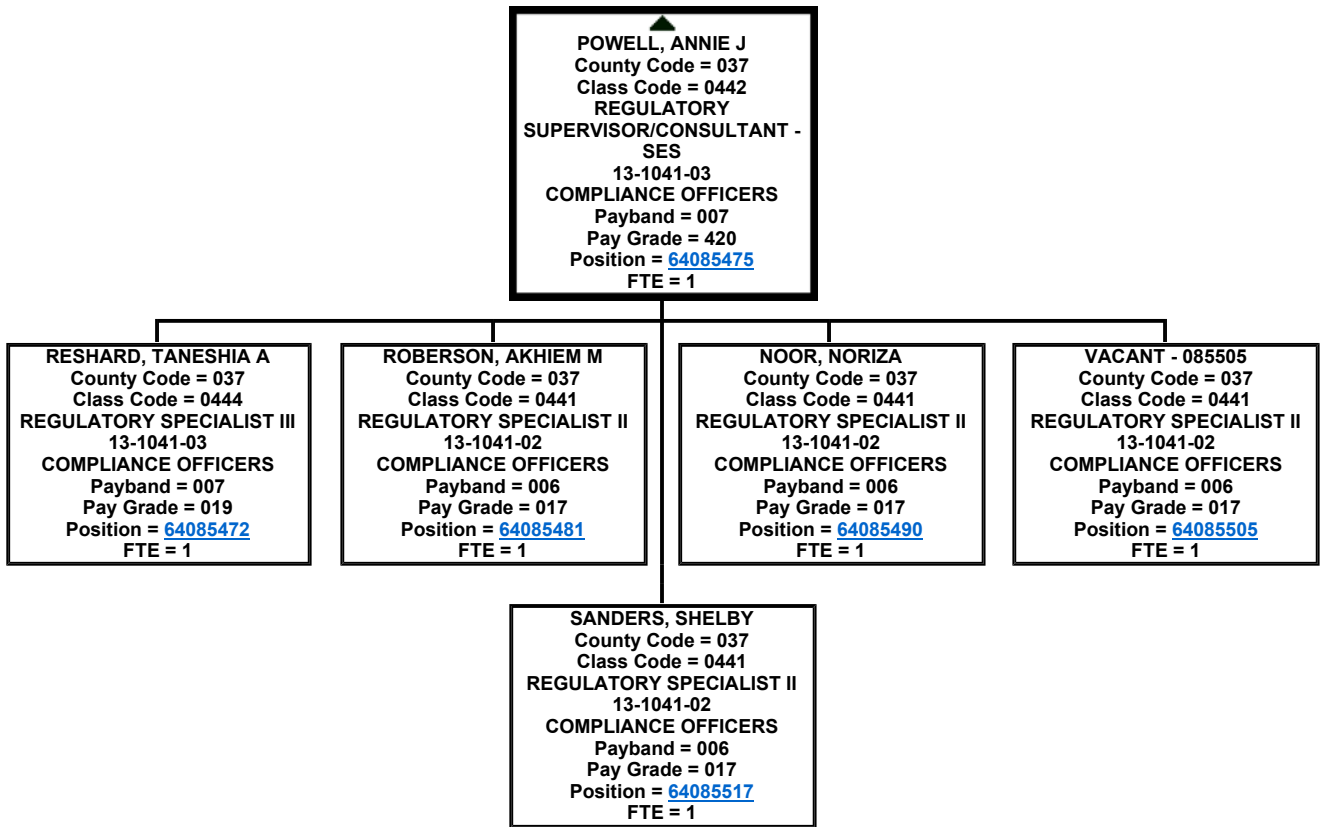 POWELL, ANNIE J
County Code = 037
Class Code = 0442
REGULATORY
SUPERVISOR/CONSULTANT -
SES
13-1041-03
COMPLIANCE OFFICERS
Payband = 007
Pay Grade = 420
Position = 64085475
FTE = 1
RESHARD, TANESHIA A
County Code = 037
Class Code = 0444
REGULATORY SPECIALIST III
13-1041-03
COMPLIANCE OFFICERS
Payband = 007
Pay Grade = 019
Position = 64085472
FTE = 1
ROBERSON, AKHIEM M
County Code = 037
Class Code = 0441
REGULATORY SPECIALIST II
13-1041-02
COMPLIANCE OFFICERS
Payband = 006
Pay Grade = 017
Position = 64085481
FTE = 1
NOOR, NORIZA
County Code = 037
Class Code = 0441
REGULATORY SPECIALIST II
13-1041-02
COMPLIANCE OFFICERS
Payband = 006
Pay Grade = 017
Position = 64085490
FTE = 1
VACANT - 085505
County Code = 037
Class Code = 0441
REGULATORY SPECIALIST II
13-1041-02
COMPLIANCE OFFICERS
Payband = 006
Pay Grade = 017
Position = 64085505
FTE = 1
SANDERS, SHELBY
County Code = 037
Class Code = 0441
REGULATORY SPECIALIST II
13-1041-02
COMPLIANCE OFFICERS
Payband = 006
Pay Grade = 017
Position = 64085517
FTE = 1